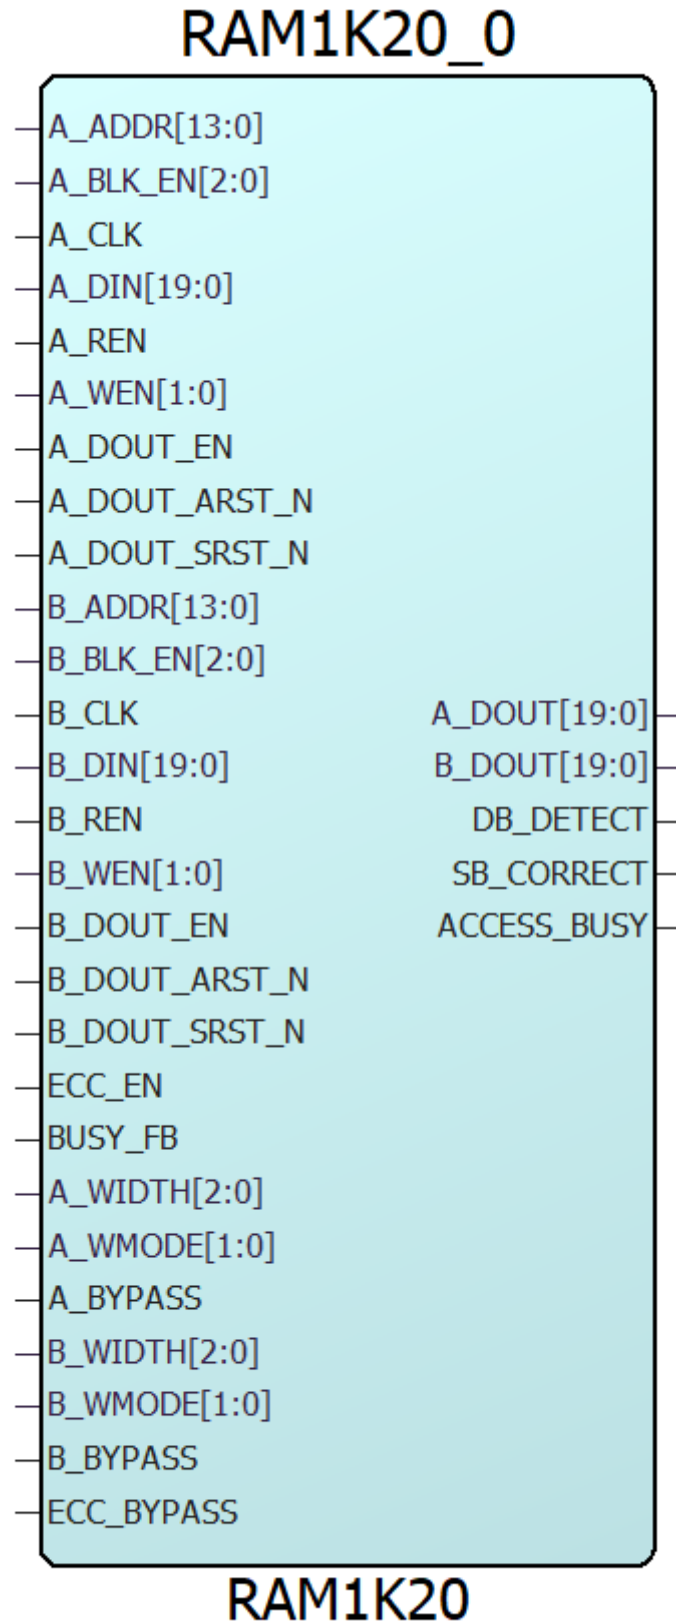 RAM1K20_0
A_ADDR[13:0]
A_BLK_EN[2:0]
A_CLK
A_DIN[19:0]
A_REN
A_WEN[1:0]
A_DOUT_EN
A_DOUT_ARST_N
A_DOUT_SRST_N
B_ADDR[13:0]
B_BLK_EN[2:0]
B_CLK
B_DIN[19:0]
B_REN
B_WEN[1:0]
B_DOUT_EN
B_DOUT_ARST_N
B_DOUT_SRST_N
ECC_EN
BUSY_FB
A_WIDTH[2:0]
A_WMODE[1:0]
A_BYPASS
B_WIDTH[2:0]
B_WMODE[1:0]
B_BYPASS
ECC_BYPASS
A_DOUT[19:0]
B_DOUT[19:0]
DB_DETECT
SB_CORRECT
ACCESS_BUSY
RAM1K20